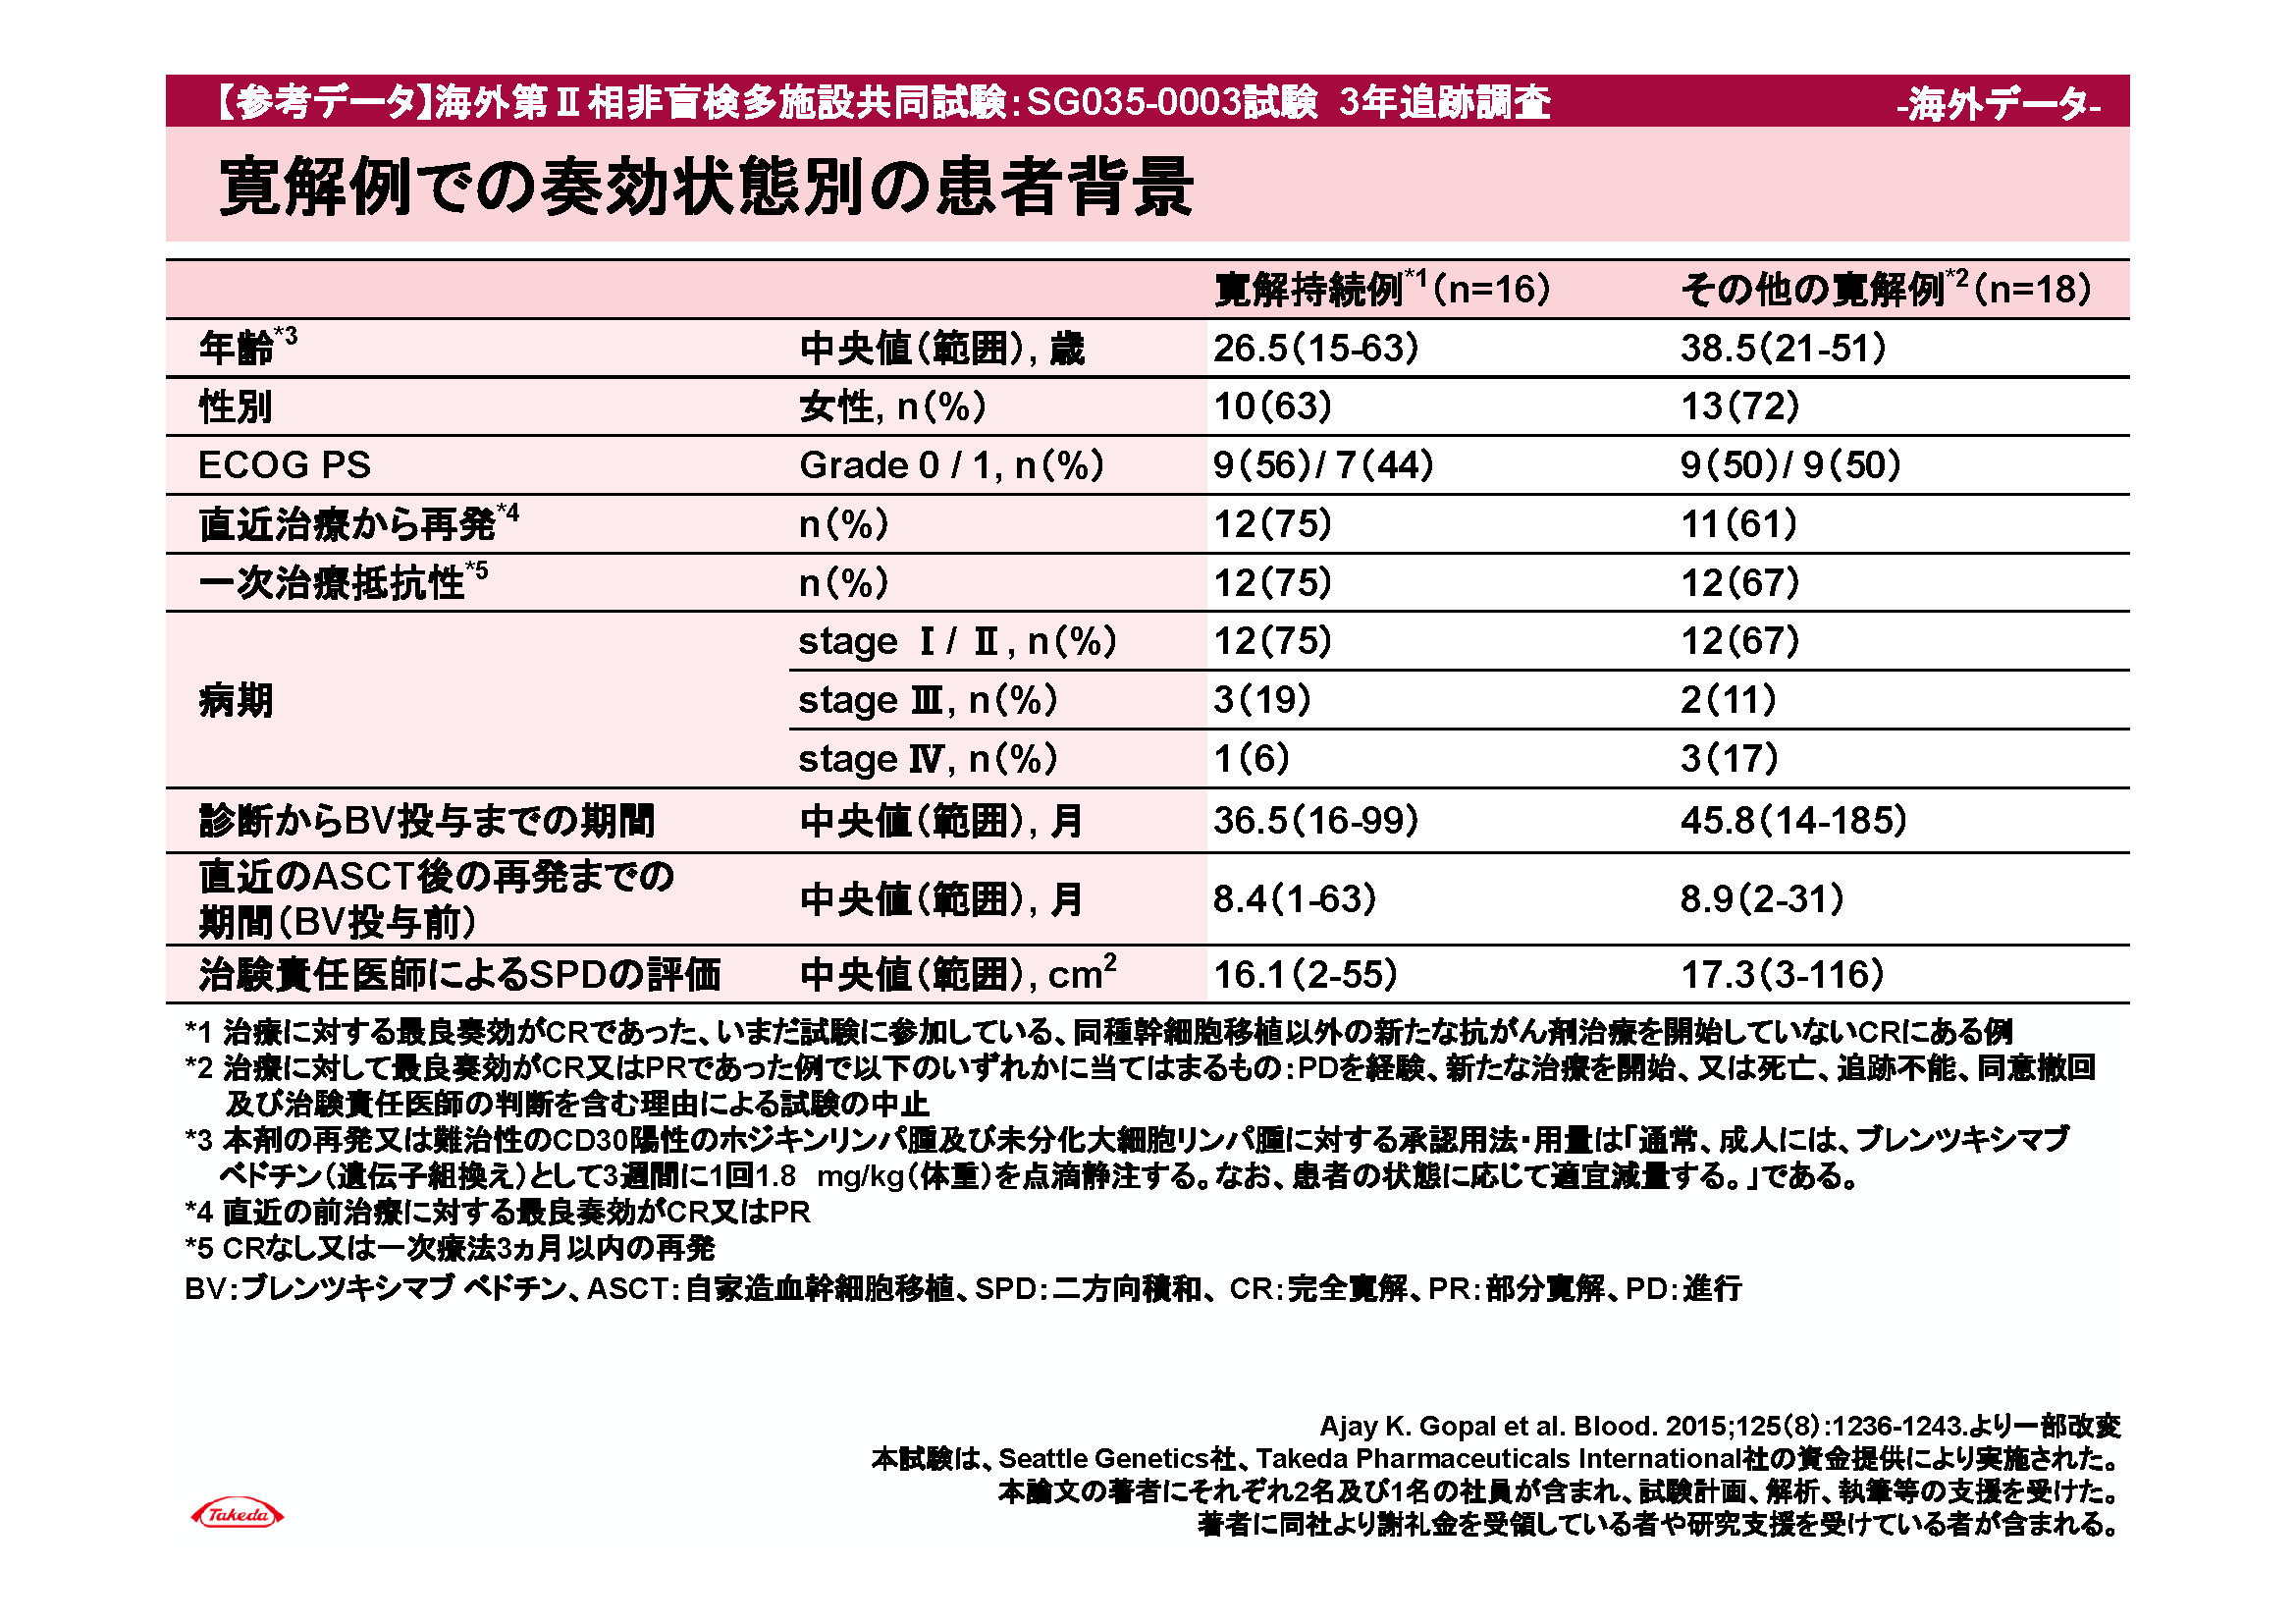 【参考データ】海外第Ⅱ相非盲検多施設共同試験：SG035-0003試験 3年追跡調査 -海外データ-
寛解例での奏効状態別の患者背景
寛解持続例*1（n=16） その他の寛解例*2（n=18）
年齢*3 中央値（範囲）, 歳 26.5（15-63） 38.5（21-51）
性別 女性, n（%） 10（63） 13（72）
ECOG PS Grade 0 / 1, n（%） 9（56）/ 7（44） 9（50）/ 9（50）
直近治療から再発*4 n（%） 12（75） 11（61）
一次治療抵抗性*5 n（%） 12（75） 12（67）
病期 stage Ⅰ / Ⅱ, n（%） 12（75） 12（67）
stage Ⅲ, n（%） 3（19） 2（11）
stage Ⅳ, n（%） 1（6） 3（17）
診断からBV投与までの期間 中央値（範囲）, 月 36.5（16-99） 45.8（14-185）
直近のASCT後の再発までの
期間（BV投与前） 中央値（範囲）, 月 8.4（1-63） 8.9（2-31）
治験責任医師によるSPDの評価 中央値（範囲）, cm2 16.1（2-55） 17.3（3-116）
*1 治療に対する最良奏効がCRであった、いまだ試験に参加している、同種幹細胞移植以外の新たな抗がん剤治療を開始していないCRにある例
*2 治療に対して最良奏効がCR又はPRであった例で以下のいずれかに当てはまるもの：PDを経験、新たな治療を開始、又は死亡、追跡不能、同意撤回
及び治験責任医師の判断を含む理由による試験の中止
*3 本剤の再発又は難治性のCD30陽性のホジキンリンパ腫及び未分化大細胞リンパ腫に対する承認用法・用量は「通常、成人には、ブレンツキシマブ
ベドチン（遺伝子組換え）として3週間に1回1.8 mg/kg（体重）を点滴静注する。なお、患者の状態に応じて適宜減量する。」である。
*4 直近の前治療に対する最良奏効がCR又はPR
*5 CRなし又は一次療法3ヵ月以内の再発
BV：ブレンツキシマブ ベドチン、ASCT：自家造血幹細胞移植、SPD：二方向積和、 CR：完全寛解、PR：部分寛解、PD：進行
Ajay K. Gopal et al. Blood. 2015;125（8）:1236-1243.より一部改変
本試験は、Seattle Genetics社、Takeda Pharmaceuticals International社の資金提供により実施された。
本論文の著者にそれぞれ2名及び1名の社員が含まれ、試験計画、解析、執筆等の支援を受けた。
著者に同社より謝礼金を受領している者や研究支援を受けている者が含まれる。
Takeda